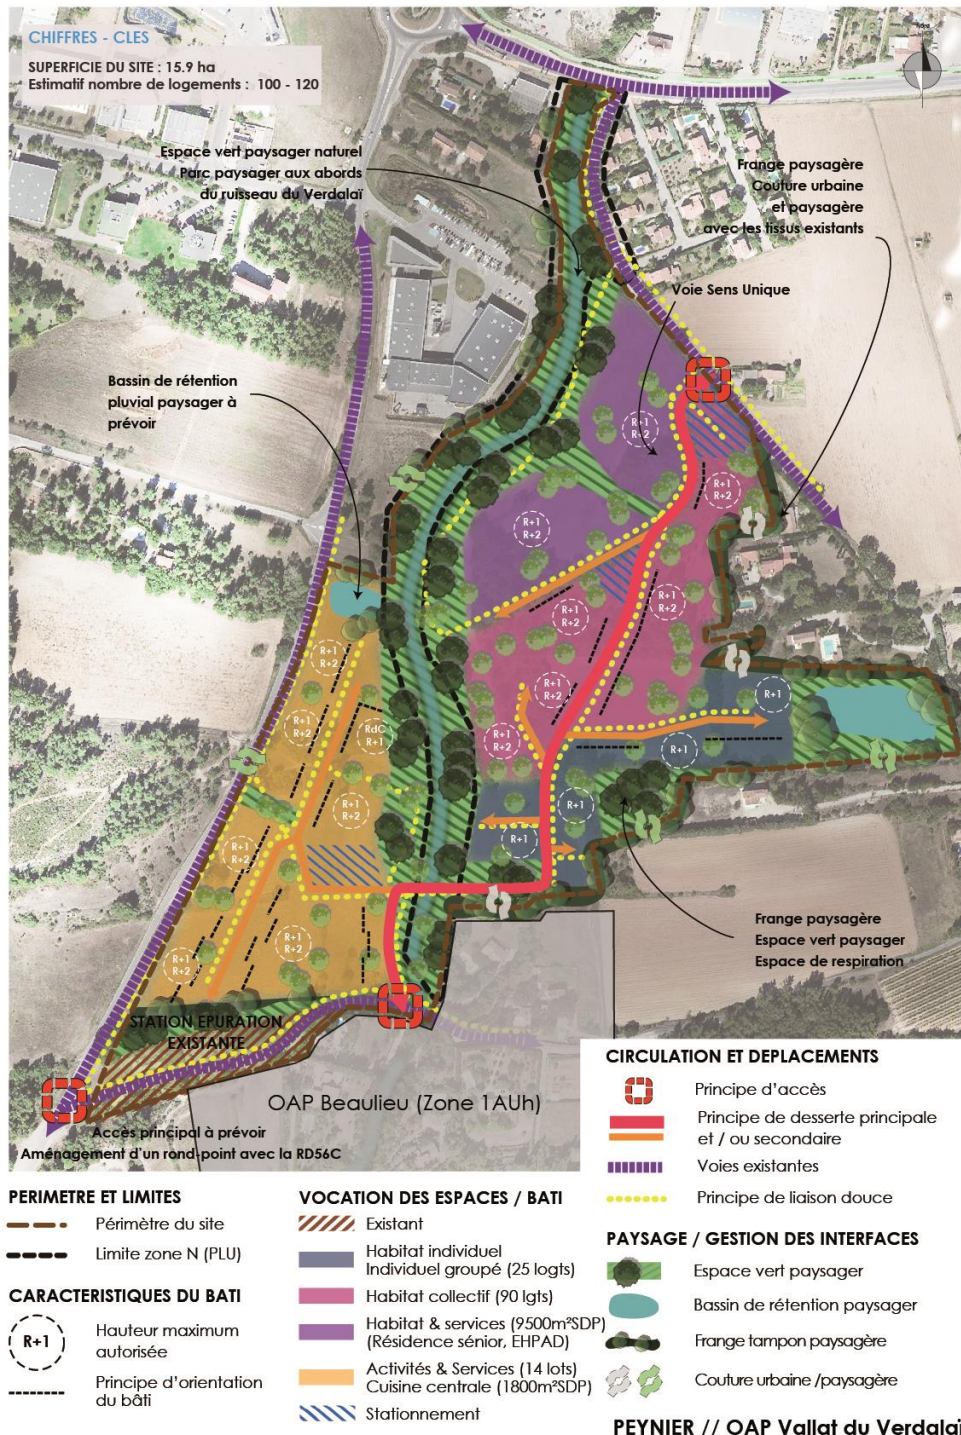 CHIFFRES - CLES
SUPERFICIE DU SITE : 15.9 ha
Estimatif nombre de logements : 100 - 120
Espace vert paysager naturel
Parc paysager aux abords
du ruisseau du Verdalaï
Frange paysagère
Couture urbaine
et paysagère
avec les tissus existants
Voie Sens Unique
Bassin de rétention
pluvial paysager à
prévoir
R+1
R+2
R+1
R+2
R+1
R+2
R+1
R+2
R+1
R+2
R+1
R+2
R+1
R+2
R+1
R+1
R+2
R+1
R+2
RdC
R+1
R+1
R+2
R+1
R+1
R+2
R+1
R+1
R+2
R+1
R+1
R+2
R+1
R+2
Frange paysagère
Espace vert paysager
Espace de respiration
STATION EPURATION
EXISTANTE
OAP Beaulieu (Zone 1AUh)
Accès principal à prévoir
Aménagement d'un rond-point avec la RD56C
CIRCULATION ET DEPLACEMENTS
Principe d'accès
Principe de desserte principale
et / ou secondaire
Voies existantes
Principe de liaison douce
PERIMETRE ET LIMITES
Périmètre du site
Limite zone N (PLU)
CARACTERISTIQUES DU BATI
R+1
Hauteur maximum
autorisée
Principe d'orientation
du bâti
VOCATION DES ESPACES / BATI
Existant
Habitat individuel
Individuel groupé (25 logts)
Habitat collectif (90 lgts)
Habitat & services (9500m²SDP)
(Résidence sénior, EHPAD)
Activités & Services (14 lots)
Cuisine centrale (1800m²SDP)
Stationnement
PAYSAGE / GESTION DES INTERFACES
Espace vert paysager
Bassin de rétention paysager
Frange tampon paysagère
Couture urbaine /paysagère
PEYNIER // OAP Vallat du Verdalaï